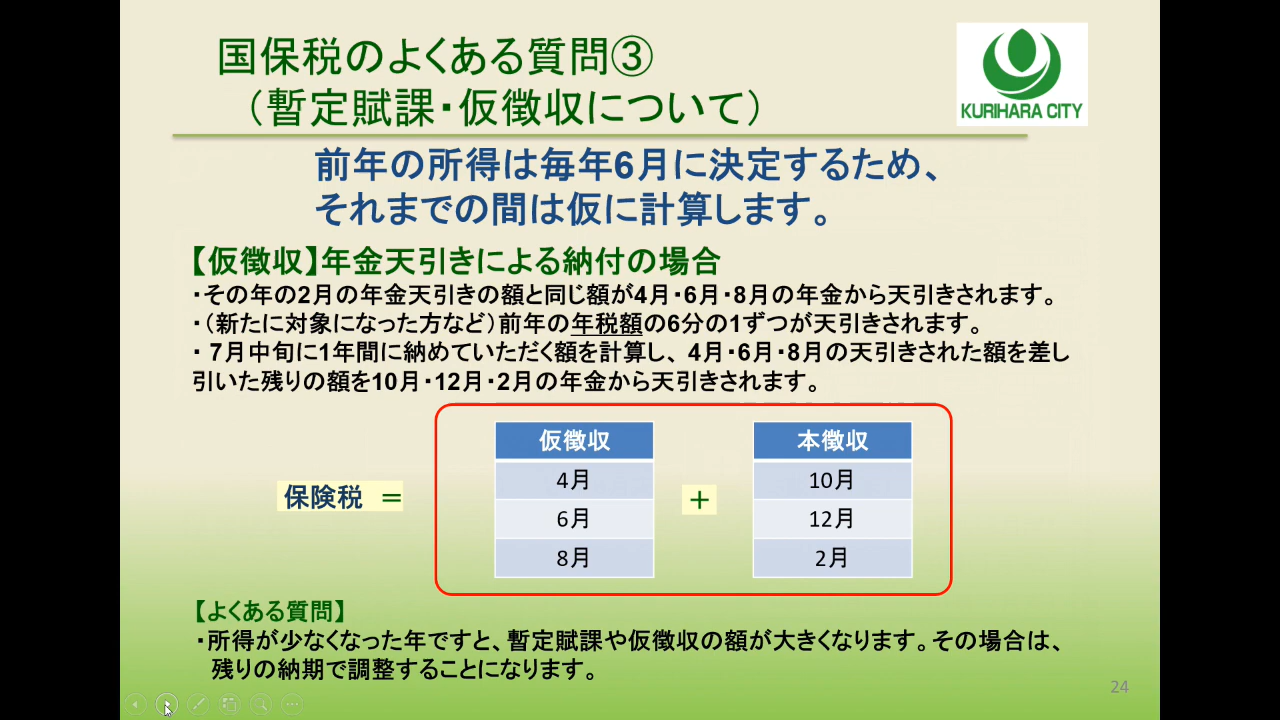 国保税のよくある質問③
（暫定賦課・仮徴収について）
KURIHARA CITY
前年の所得は毎年6月に決定するため、
それまでの間は仮に計算します。
【仮徴収】年金天引きによる納付の場合
・その年の2月の年金天引きの額と同じ額が4月・6月・8月の年金から天引きされます。
・（新たに対象になった方など）前年の年税額の6分の1ずつが天引きされます。
・ 7月中旬に1年間に納めていただく額を計算し、 4月・6月・8月の天引きされた額を差し
引いた残りの額を10月・12月・2月の年金から天引きされます。
保険税 ＝
仮徴収
4月
6月
8月
＋
本徴収
10月
12月
2月
【よくある質問】
・所得が少なくなった年ですと、暫定賦課や仮徴収の額が大きくなります。その場合は、
残りの納期で調整することになります。
24